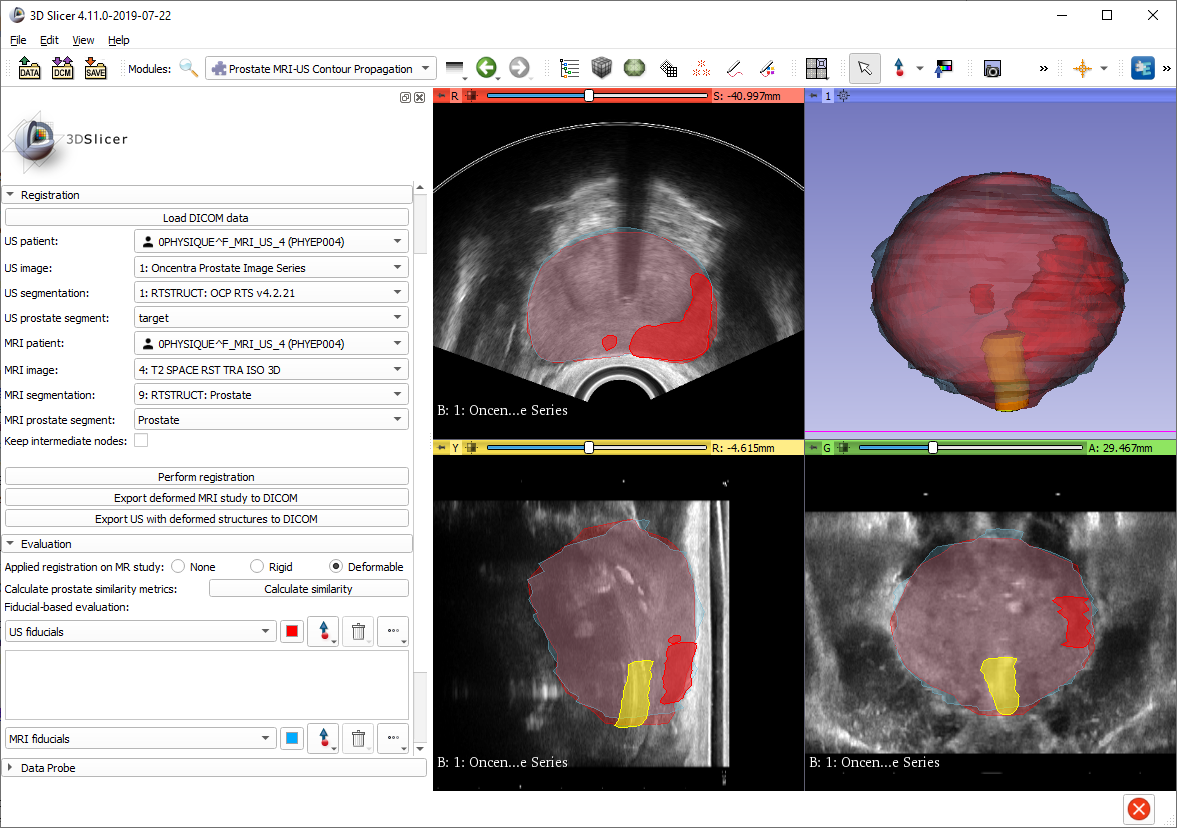 3D Slicer 4.11.0-2019-07-22
File Edit View Help
DATA DCM SAVE Modules: Prostate MRI-US Contour Propagation » »
R S: -40.997mm
1
3DSlicer
Registration
Load DICOM data
US patient: 0PHYSIQUE^F_MRI_US_4 (PHYEP004)
US image: 1: Oncentra Prostate Image Series
US segmentation: 1: RTSTRUCT: OCP RTS v4.2.21
US prostate segment: target
MRI patient: 0PHYSIQUE^F_MRI_US_4 (PHYEP004)
MRI image: 4: T2 SPACE RST TRA ISO 3D
MRI segmentation: 9: RTSTRUCT: Prostate
MRI prostate segment: Prostate
Keep intermediate nodes:
Perform registration
Export deformed MRI study to DICOM
Export US with deformed structures to DICOM
Evaluation
Applied registration on MR study: None Rigid Deformable
Calculate prostate similarity metrics: Calculate similarity
Fiducial-based evaluation:
US fiducials
MRI fiducials
Data Probe
B: 1: Oncen...e Series
Y R: -4.615mm
G A: 29.467mm
B: 1: Oncen...e Series
B: 1: Oncen...e Series